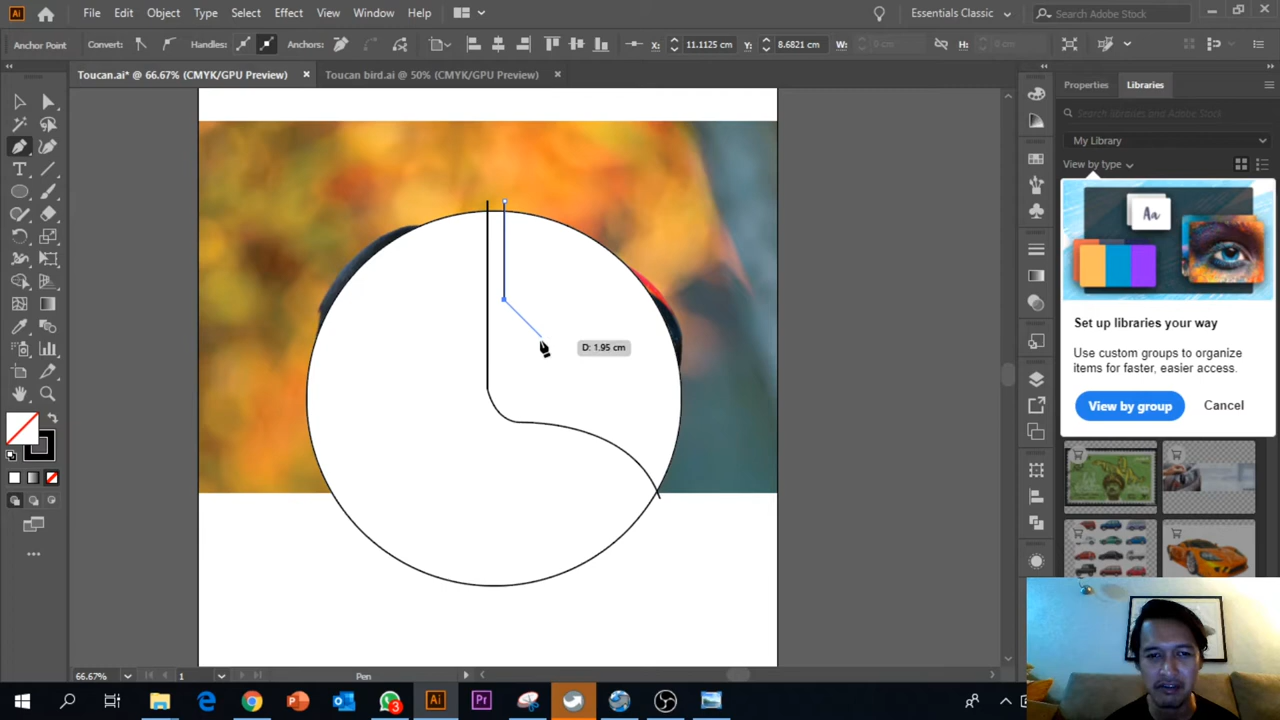 Ai
File Edit Object Type Select Effect View Window Help
Essentials Classic
Search Adobe Stock
Anchor Point
Convert:
Handles:
Anchors:
X: 11.1125 cm
Y: 8.6821 cm
W: 0 cm
H: 0 cm
Toucan.ai* @ 66.67% (CMYK/GPU Preview) ×
Toucan bird.ai @ 50% (CMYK/GPU Preview) ×
Properties
Libraries
Search libraries and Adobe Stock
My Library
View by type
Aa
Set up libraries your way
Use custom groups to organize
items for faster, easier access.
View by group
Cancel
D: 1.95 cm
66.67%
1
Pen
3
Ai
Pr